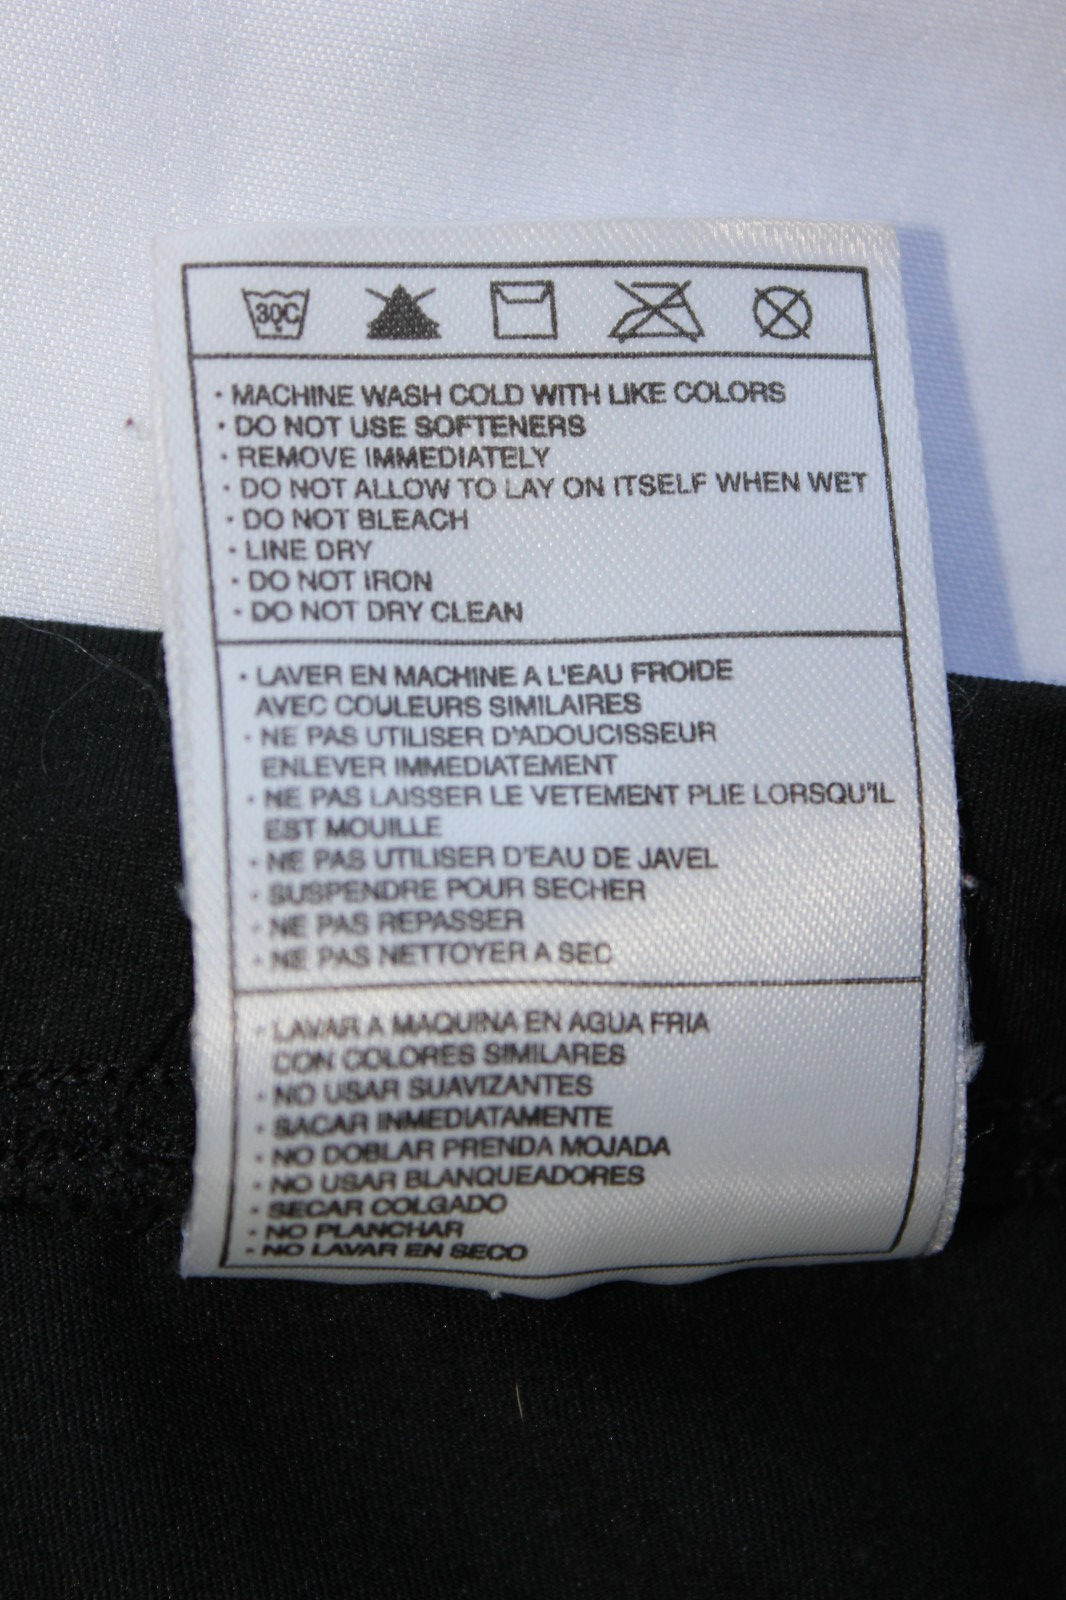 30C
· MACHINE WASH COLD WITH LIKE COLORS
· DO NOT USE SOFTENERS
· REMOVE IMMEDIATELY
· DO NOT ALLOW TO LAY ON ITSELF WHEN WET
· DO NOT BLEACH
· LINE DRY
· DO NOT IRON
· DO NOT DRY CLEAN
· LAVER EN MACHINE A L'EAU FROIDE
AVEC COULEURS SIMILAIRES
· NE PAS UTILISER D'ADOUCISSEUR
ENLEVER IMMEDIATEMENT
· NE PAS LAISSER LE VETEMENT PLIE LORSQU'IL
EST MOUILLE
· NE PAS UTILISER D'EAU DE JAVEL
· SUSPENDRE POUR SECHER
· NE PAS REPASSER
· NE PAS NETTOYER A SEC
· LAVAR A MAQUINA EN AGUA FRIA
CON COLORES SIMILARES
· NO USAR SUAVIZANTES
· SACAR INMEDIATAMENTE
· NO DOBLAR PRENDA MOJADA
· NO USAR BLANQUEADORES
· SECAR COLGADO
· NO PLANCHAR
· NO LAVAR EN SECO